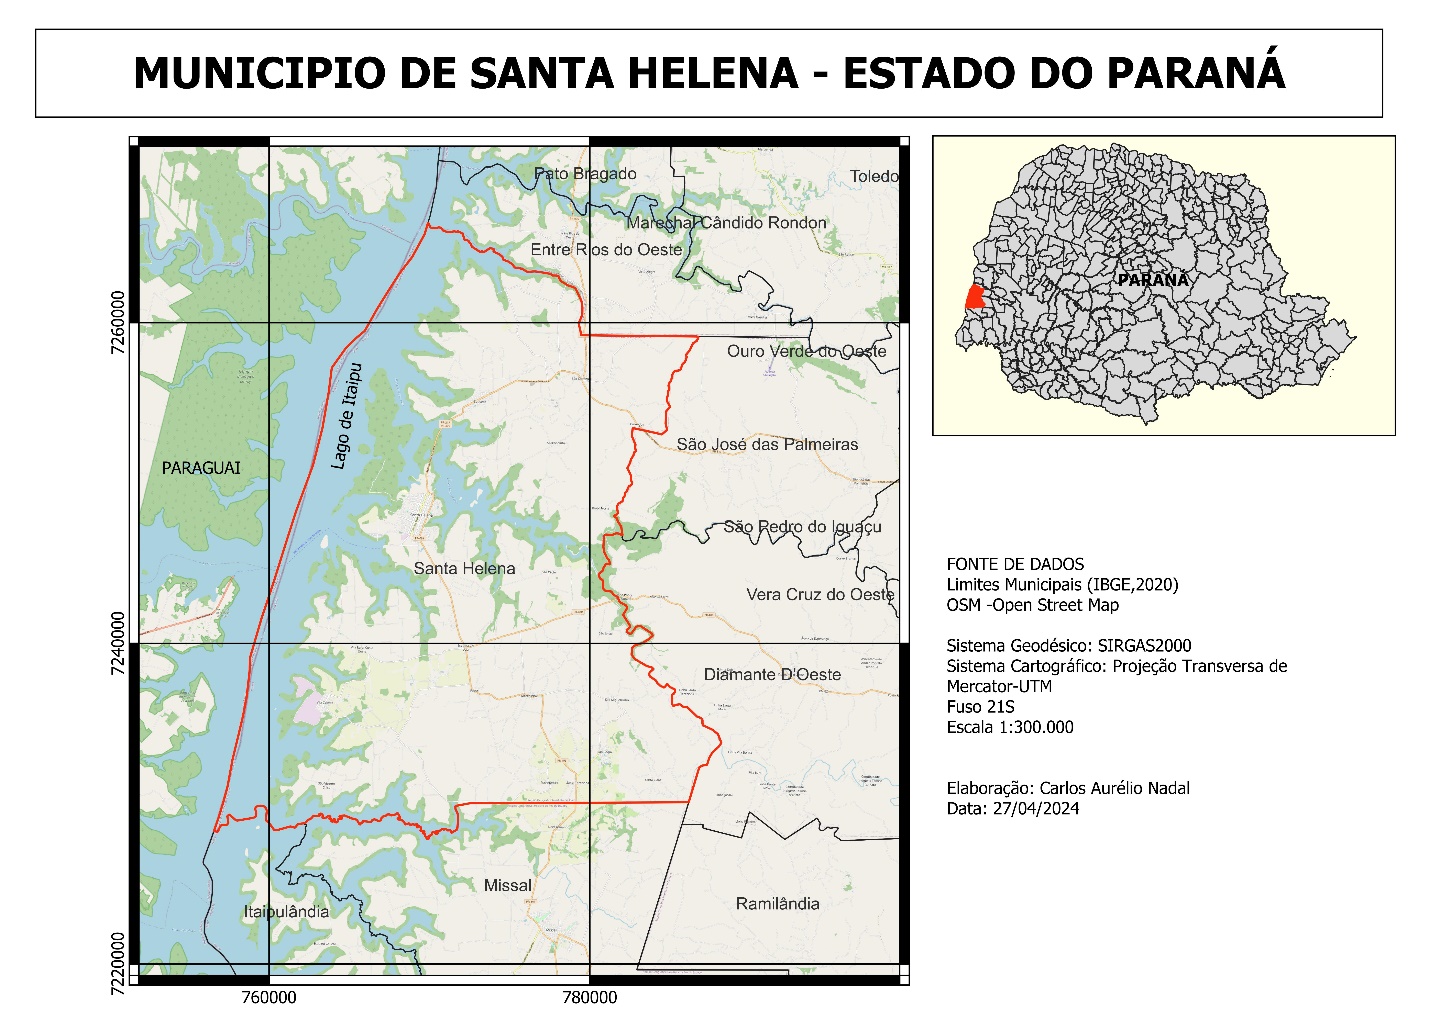 MUNICIPIO DE SANTA HELENA - ESTADO DO PARANÁ
Pato Bragado
Toledo
Marechal Cândido Rondon
Entre Rios do Oeste
PARANÁ
7260000
Ouro Verde do Oeste
Lago de Itaipu
São José das Palmeiras
PARAGUAI
São Pedro do Iguaçu
Santa Helena
Vera Cruz do Oeste
7240000
Diamante D'Oeste
Missal
Ramilândia
Itaipulândia
7220000
760000
780000
FONTE DE DADOS
Limites Municipais (IBGE,2020)
OSM -Open Street Map
Sistema Geodésico: SIRGAS2000
Sistema Cartográfico: Projeção Transversa de
Mercator-UTM
Fuso 21S
Escala 1:300.000
Elaboração: Carlos Aurélio Nadal
Data: 27/04/2024